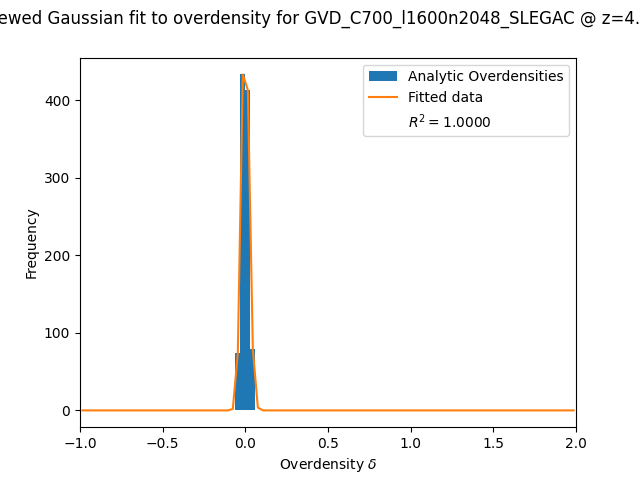 ewed Gaussian fit to overdensity for GVD_C700_l1600n2048_SLEGAC @ z=4.
Analytic Overdensities
Fitted data
R² = 1.0000
Frequency
400
300
200
100
0
−1.0 −0.5 0.0 0.5 1.0 1.5 2.0
Overdensity δ